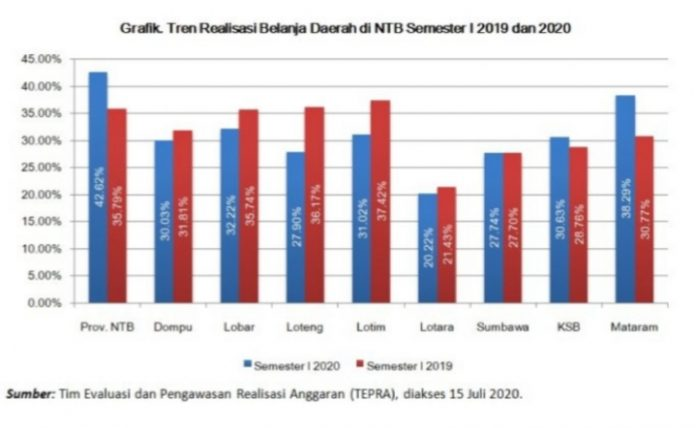 Grafik. Tren Realisasi Belanja Daerah di NTB Semester I 2019 dan 2020
45.00%
40.00%
35.00%
30.00%
25.00%
20.00%
15.00%
10.00%
5.00%
0.00%
42.62% 35.79% 30.03% 31.81% 32.22% 35.74% 27.90% 36.17% 31.02% 37.42% 20.22% 21.43% 27.74% 27.70% 30.63% 28.76% 38.29% 30.77%
Prov. NTB Dompu Lobar Loteng Lotim Lotara Sumbawa KSB Mataram
Semester I 2020 Semester I 2019
Sumber: Tim Evaluasi dan Pengawasan Realisasi Anggaran (TEPRA), diakses 15 Juli 2020.